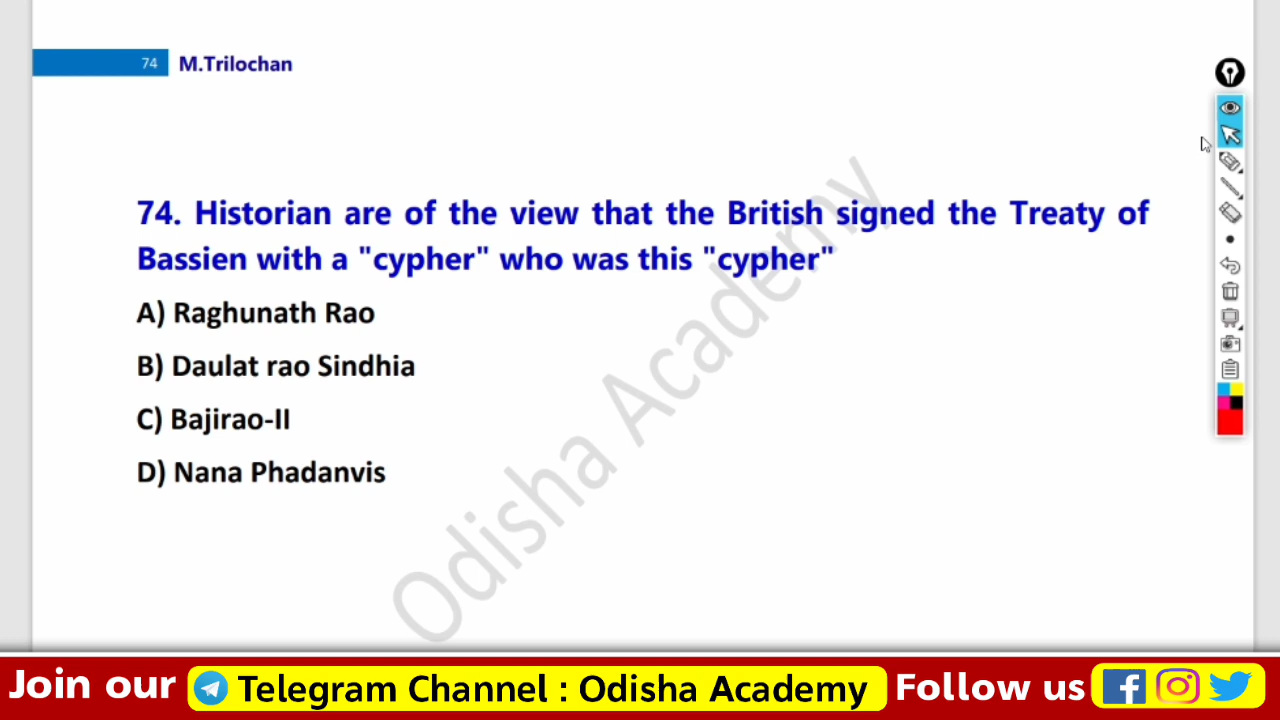 74 M.Trilochan
74. Historian are of the view that the British signed the Treaty of
Bassien with a "cypher" who was this "cypher"
A) Raghunath Rao
B) Daulat rao Sindhia
C) Bajirao-II
D) Nana Phadanvis
Odisha Academy
Join our Telegram Channel : Odisha Academy Follow us